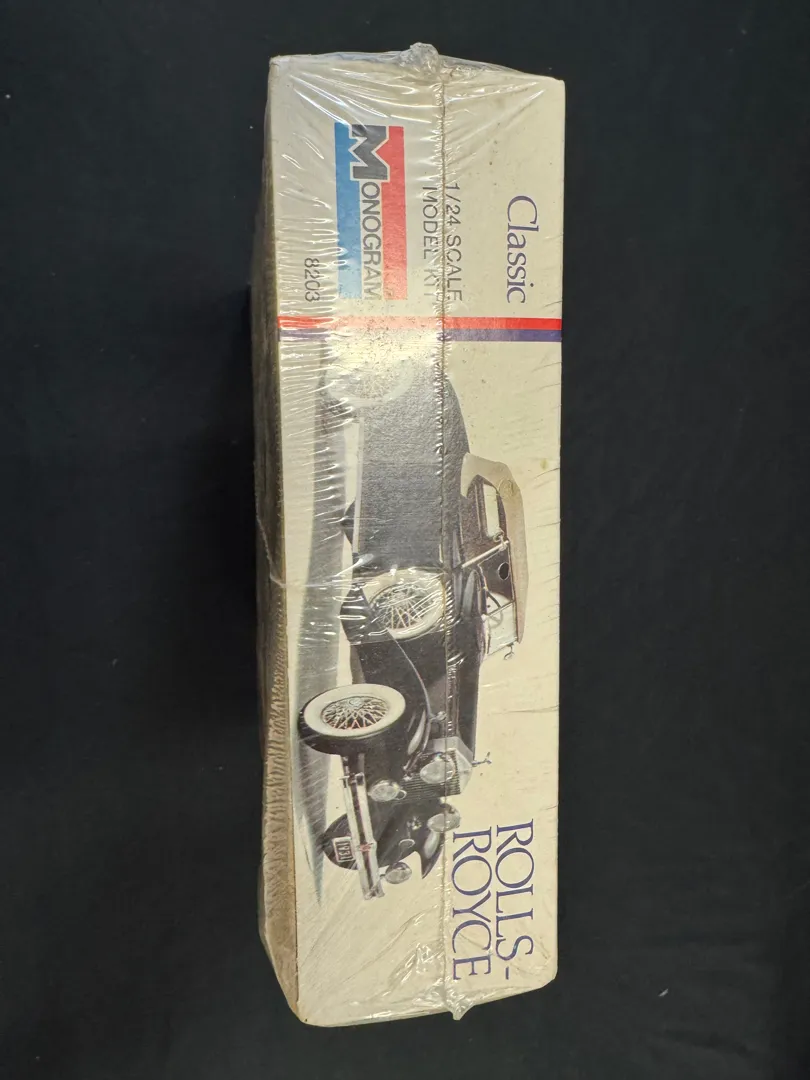 Classic
1/24 SCALE
MODEL KIT
MONOGRAM
8203
ROLLS-
ROYCE